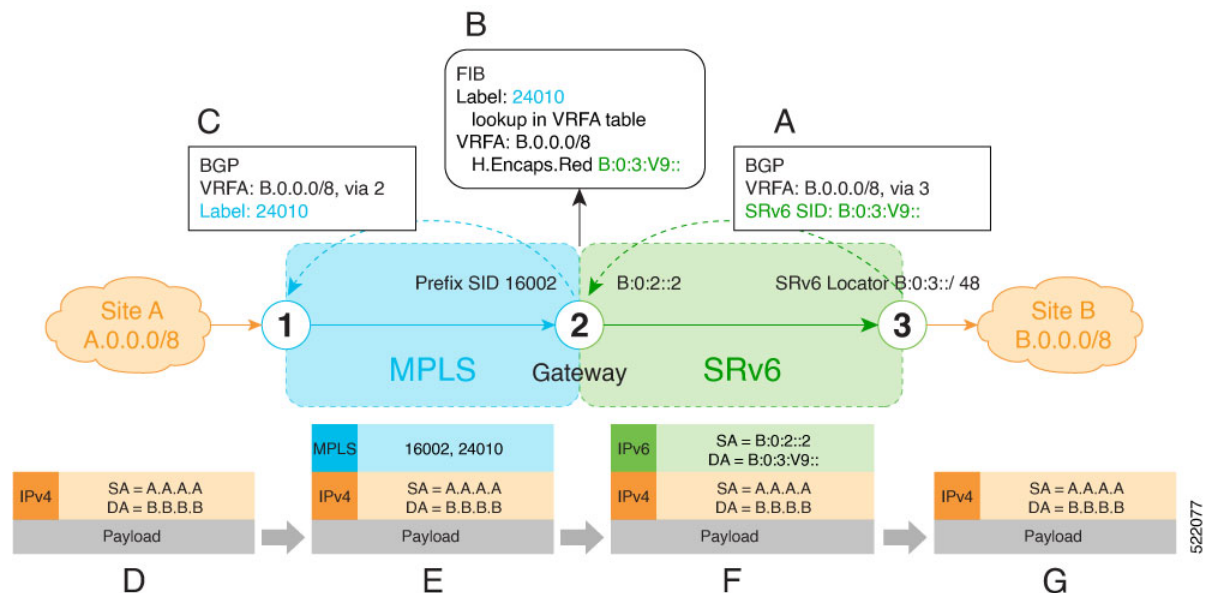 B
FIB
Label: 24010
lookup in VRFA table
VRFA: B.0.0.0/8
H.Encaps.Red B:0:3:V9::
C
A
BGP
VRFA: B.0.0.0/8, via 2
Label: 24010
BGP
VRFA: B.0.0.0/8, via 3
SRv6 SID: B:0:3:V9::
Prefix SID 16002
B:0:2::2
SRv6 Locator B:0:3::/ 48
Site A
A.0.0.0/8
1
2
3
Site B
B.0.0.0/8
MPLS
Gateway
SRv6
MPLS
16002, 24010
IPv6
SA = B:0:2::2
DA = B:0:3:V9::
IPv4
SA = A.A.A.A
DA = B.B.B.B
IPv4
SA = A.A.A.A
DA = B.B.B.B
IPv4
SA = A.A.A.A
DA = B.B.B.B
IPv4
SA = A.A.A.A
DA = B.B.B.B
Payload
Payload
Payload
Payload
522077
D
E
F
G